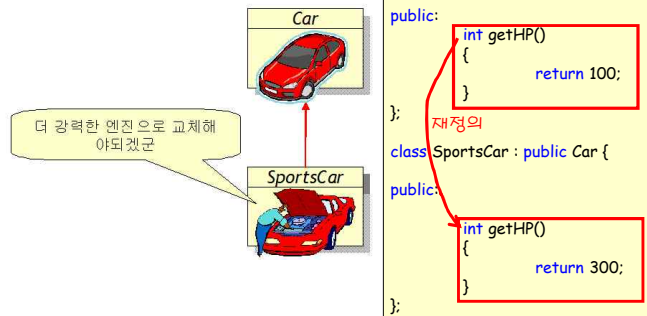 Car
더 강력한 엔진으로 교체해
야되겠군
SportsCar
public:
int getHP()
{
return 100;
}
};
재정의
class SportsCar : public Car {
public:
int getHP()
{
return 300;
}
};